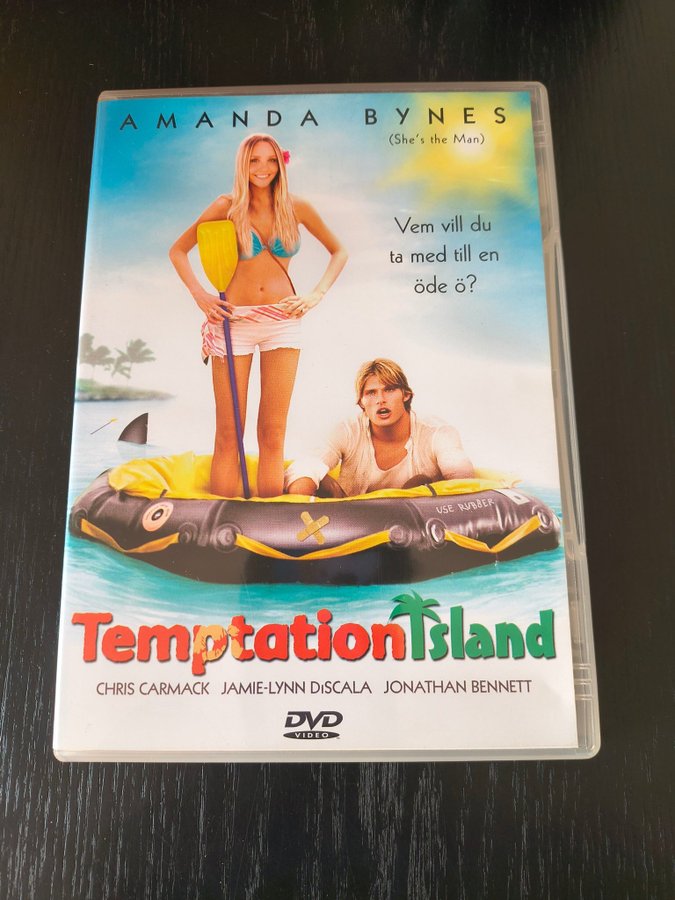 AMANDA BYNES
(She's the Man)
Vem vill du
ta med till en
öde ö?
USE RUBBER
Temptation Island
CHRIS CARMACK JAMIE-LYNN DiSCALA JONATHAN BENNETT
DVD
VIDEO